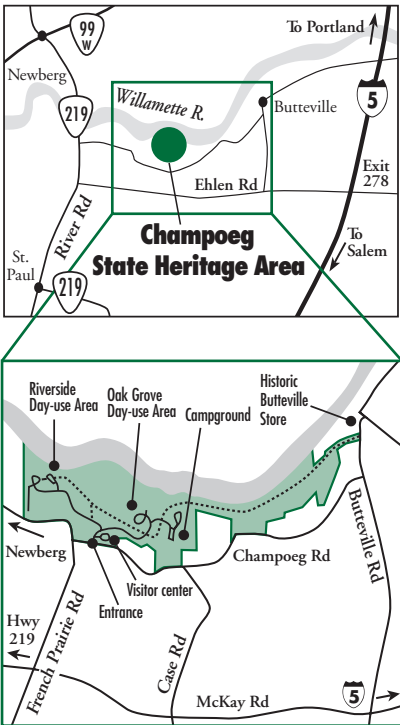 99
W
To Portland
Newberg
Willamette R.
5
219
Butteville
Exit
278
Ehlen Rd
River Rd
Champoeg
State Heritage Area
To
Salem
St.
Paul
219
Riverside
Day-use Area
Oak Grove
Day-use Area
Campground
Historic
Butteville
Store
Newberg
Visitor center
Entrance
Champoeg Rd
Butteville Rd
Hwy
219
French Prairie Rd
Case Rd
McKay Rd
5